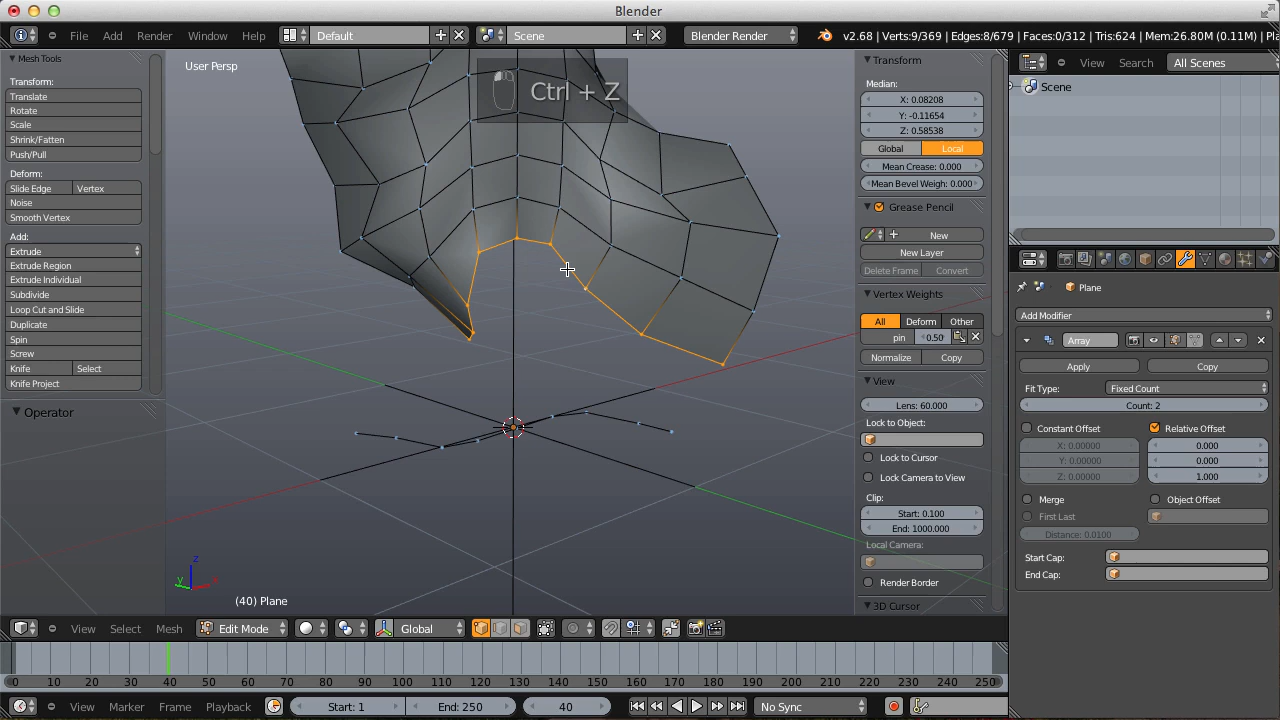 Blender
File Add Render Window Help Default Scene Blender Render v2.68 | Verts:9/369 | Edges:8/679 | Faces:0/312 | Tris:624 | Mem:26.80M (0.11M) | Pla
Mesh Tools
Transform:
Translate
Rotate
Scale
Shrink/Fatten
Push/Pull
Deform:
Slide Edge Vertex
Noise
Smooth Vertex
Add:
Extrude
Extrude Region
Extrude Individual
Subdivide
Loop Cut and Slide
Duplicate
Spin
Screw
Knife Select
Knife Project
Operator
User Persp
Ctrl + Z
(40) Plane
z
y
x
Transform
Median:
X: 0.08208
Y: -0.11654
Z: 0.58538
Global Local
Mean Crease: 0.000
Mean Bevel Weigh: 0.000
Grease Pencil
New
New Layer
Delete Frame Convert
Vertex Weights
All Deform Other
pin 0.50
Normalize Copy
View
Lens: 60.000
Lock to Object:
Lock to Cursor
Lock Camera to View
Clip:
Start: 0.100
End: 1000.000
Local Camera:
Render Border
3D Cursor
View Search All Scenes
Scene
Plane
Add Modifier
Array
Apply Copy
Fit Type: Fixed Count
Count: 2
Constant Offset Relative Offset
X: 0.00000 0.000
Y: 0.00000 0.000
Z: 0.00000 1.000
Merge Object Offset
First Last
Distance: 0.0100
Start Cap:
End Cap:
View Select Mesh Edit Mode Global
0 10 20 30 40 50 60 70 80 90 100 110 120 130 140 150 160 170 180 190 200 210 220 230 240 250
View Marker Frame Playback Start: 1 End: 250 40 No Sync